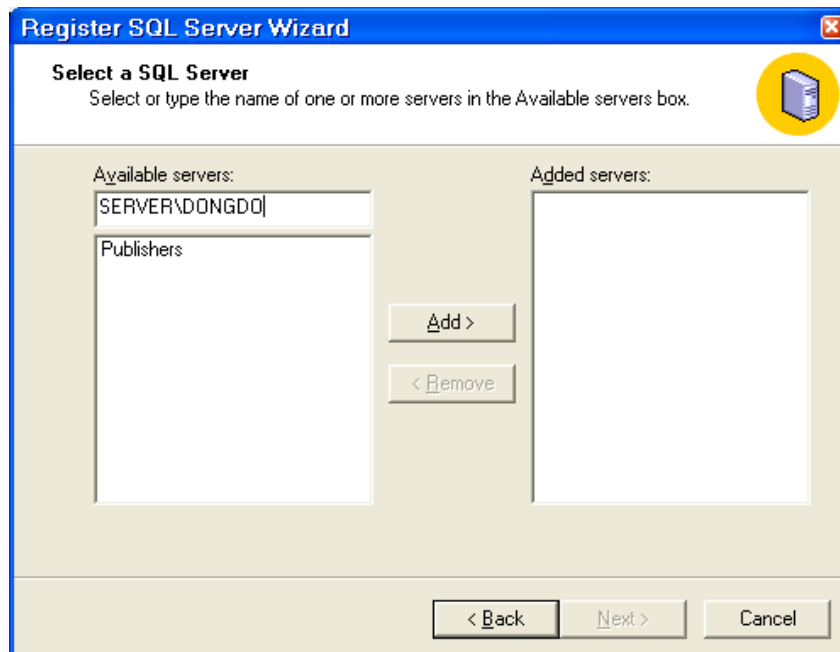 Register SQL Server Wizard
Select a SQL Server
Select or type the name of one or more servers in the Available servers box.
Available servers:
Added servers:
SERVER\DONGDO
Publishers
Add >
< Remove
< Back
Next >
Cancel